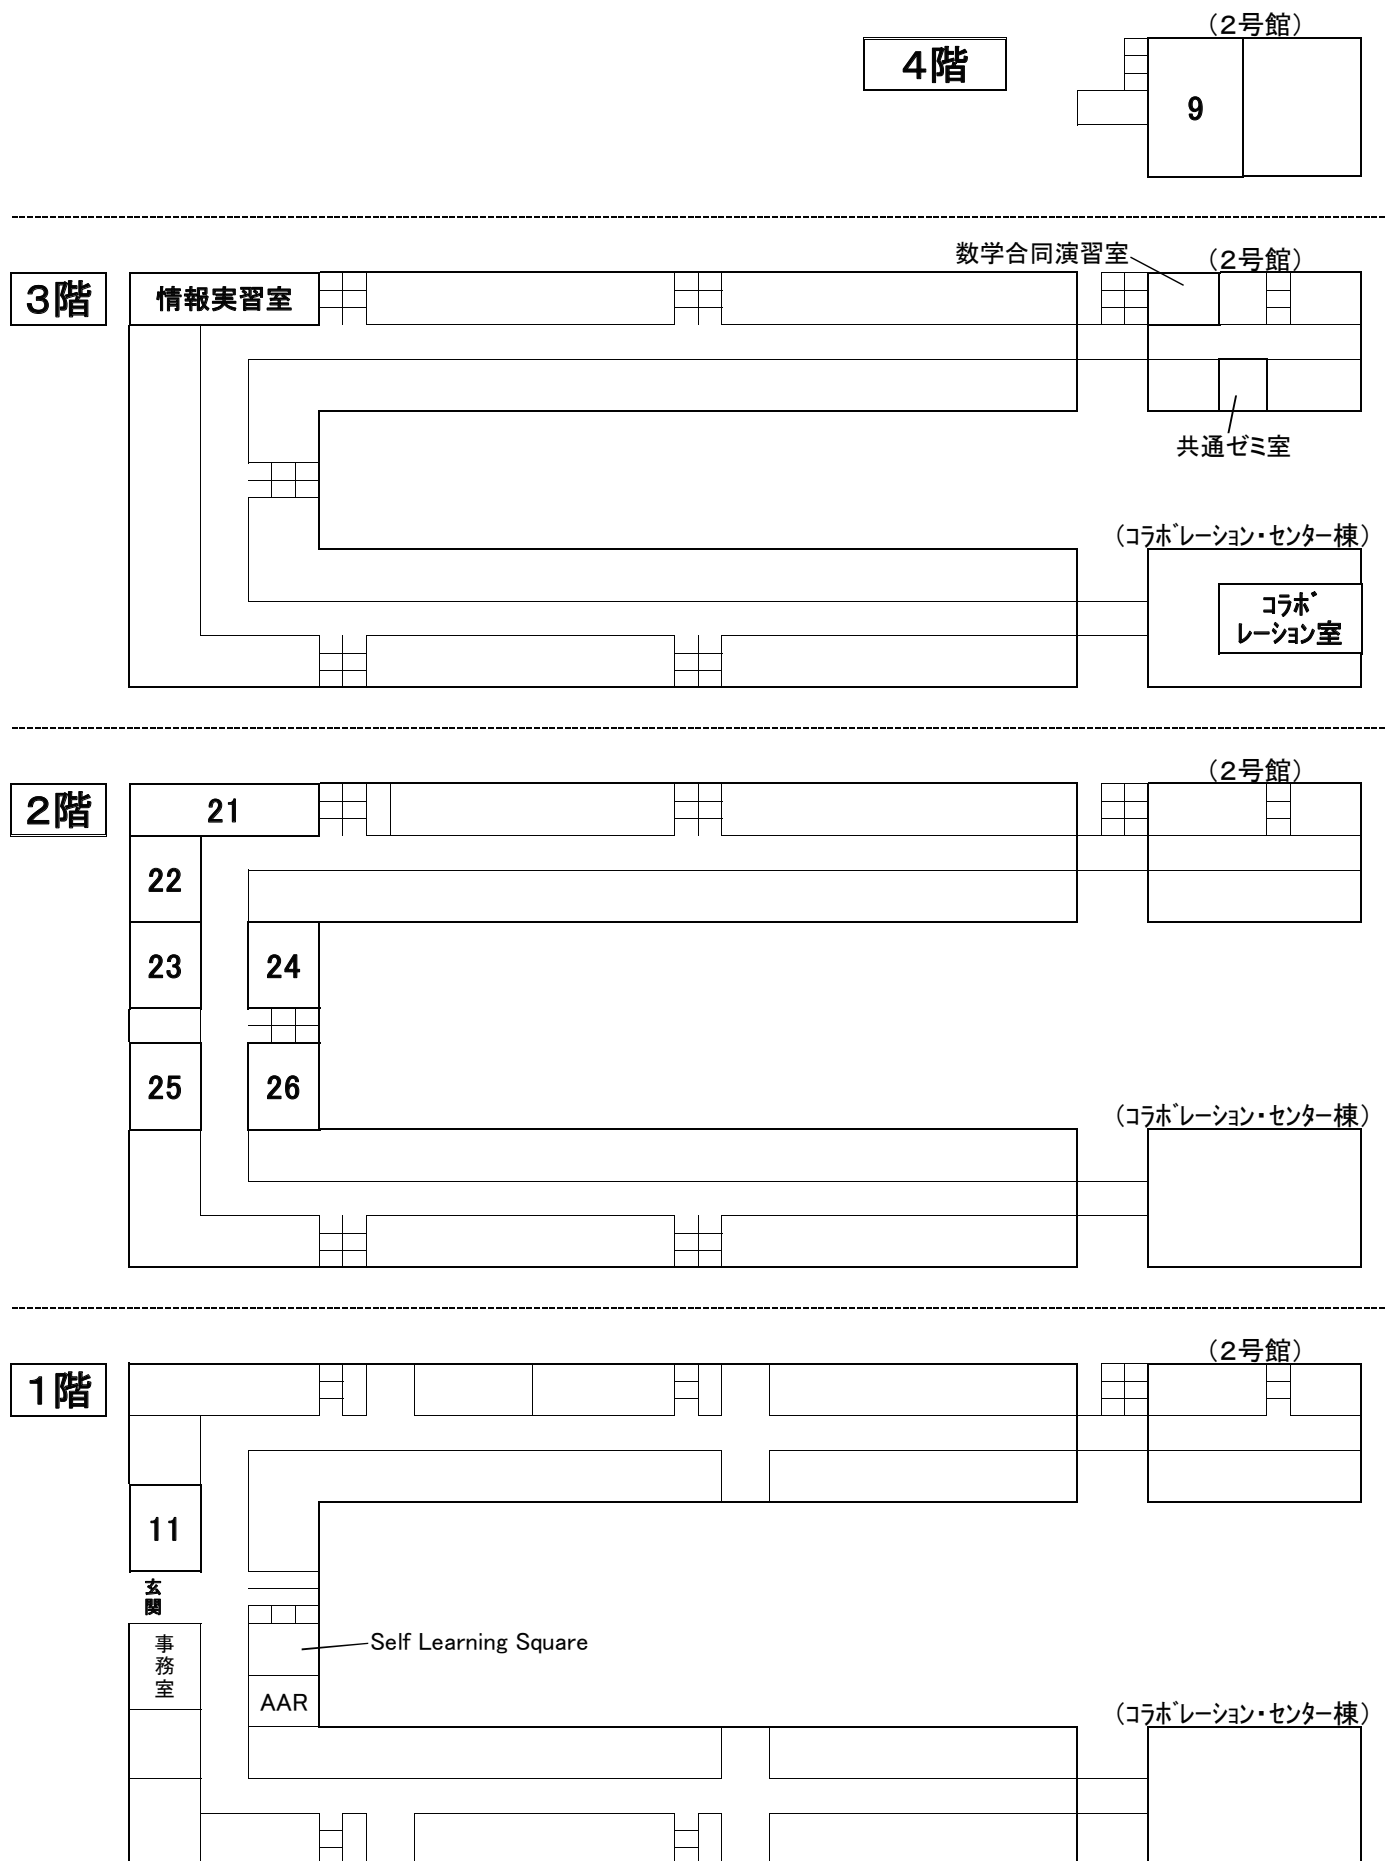 （２号館）
４階
9
数学合同演習室
（２号館）
３階
情報実習室
共通ゼミ室
（ｺﾗﾎﾞﾚｰｼｮﾝ・ｾﾝﾀｰ棟）
ｺﾗﾎﾞ
ﾚｰｼｮﾝ室
（２号館）
２階
21
22
23
24
25
26
（ｺﾗﾎﾞﾚｰｼｮﾝ・ｾﾝﾀｰ棟）
（２号館）
１階
11
玄
関
事
務
室
Self Learning Square
AAR
（ｺﾗﾎﾞﾚｰｼｮﾝ・ｾﾝﾀｰ棟）